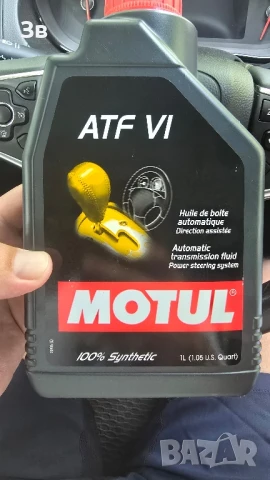 3в
ATF VI
Huile de boîte
automatique
Direction assistée
Automatic
transmission fluid
Power steering system
MOTUL®
100% Synthetic
1L (1.05 U.S. Quart)
bazar